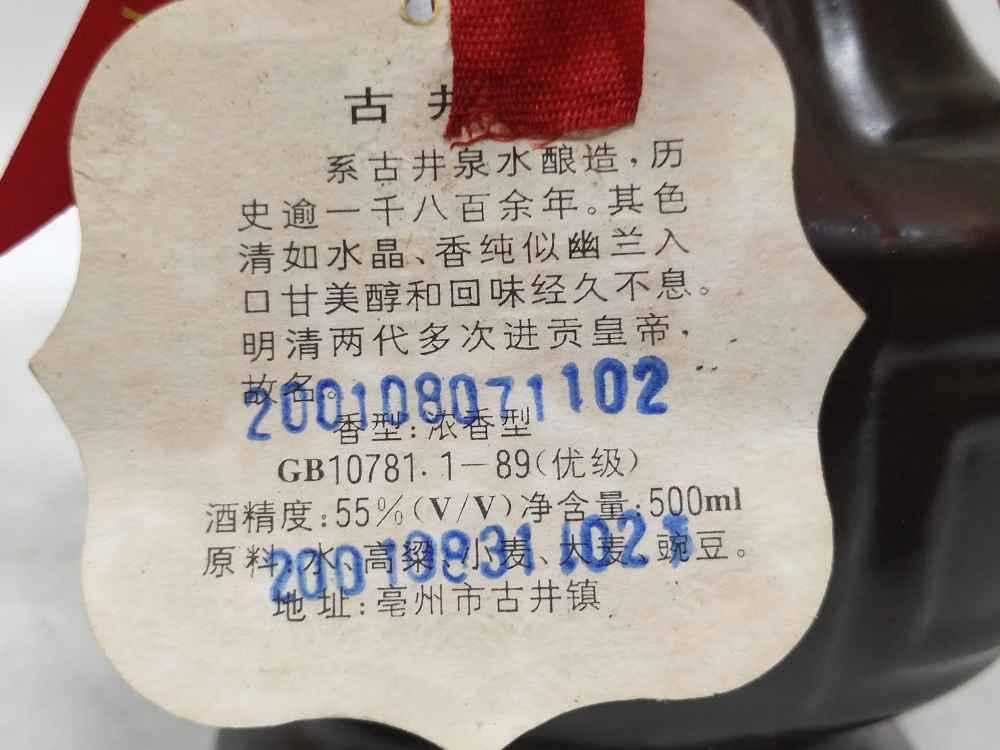 古井
系古井泉水酿造，历
史逾一千八百余年。其色
清如水晶、香纯似幽兰入
口甘美醇和回味经久不息。
明清两代多次进贡皇帝，
故名。
200108071102
香型：浓香型
GB10781.1—89(优级)
酒精度：55%(V/V)净含量：500ml
原料：水、高粱、小麦、大麦、豌豆。
地址：亳州市古井镇